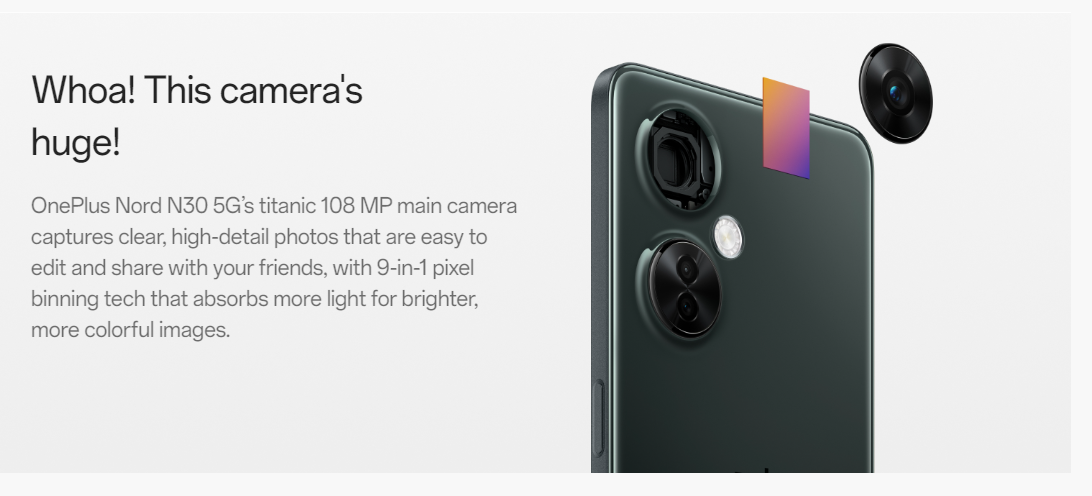 Whoa! This camera's
huge!
OnePlus Nord N30 5G's titanic 108 MP main camera
captures clear, high-detail photos that are easy to
edit and share with your friends, with 9-in-1 pixel
binning tech that absorbs more light for brighter,
more colorful images.